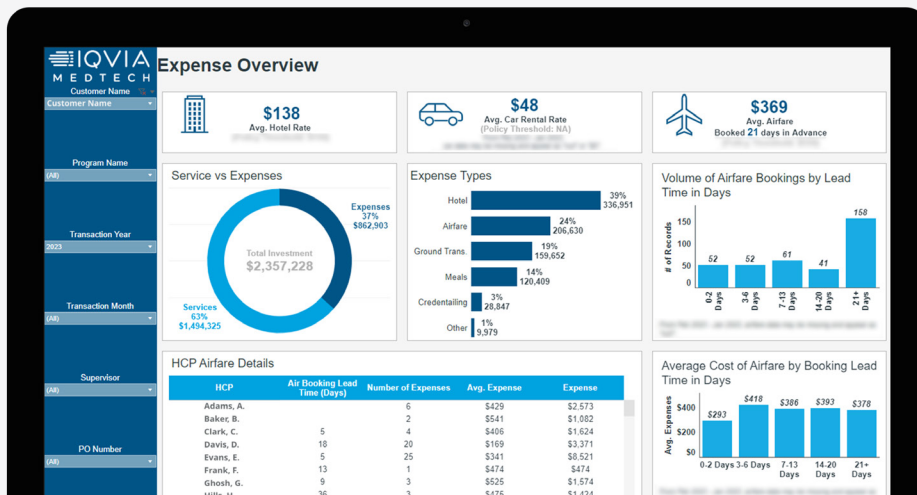 IQVIA
MEDTECH
Expense Overview
Customer Name
Customer Name
Program Name
(All)
Transaction Year
2023
Transaction Month
(All)
Supervisor
(All)
PO Number
(All)
$138
Avg. Hotel Rate
$48
Avg. Car Rental Rate
(Policy Threshold: NA)
$369
Avg. Airfare
Booked 21 days in Advance
Service vs Expenses
Expenses
37%
$862,903
Total Investment
$2,357,228
Services
63%
$1,494,325
Expense Types
Hotel 39% 336,951
Airfare 24% 206,630
Ground Trans. 19% 159,652
Meals 14% 120,409
Credentailing 3% 28,847
Other 1% 9,979
Volume of Airfare Bookings by Lead
Time in Days
# of Records
150
100
50
0
52 52 61 41 158
0-2 Days 3-6 Days 7-13 Days 14-20 Days 21+ Days
HCP Airfare Details
HCP Air Booking Lead Time (Days) Number of Expenses Avg. Expense Expense
Adams, A. 6 $429 $2,573
Baker, B. 2 $541 $1,082
Clark, C. 5 4 $406 $1,624
Davis, D. 18 20 $169 $3,371
Evans, E. 5 25 $341 $8,521
Frank, F. 13 1 $474 $474
Ghosh, G. 9 3 $525 $1,574
36 3 $475 $1,434
Average Cost of Airfare by Booking Lead
Time in Days
Avg. Expenses
$400
$200
$0
$293 $418 $386 $393 $378
0-2 Days 3-6 Days 7-13 Days 14-20 Days 21+ Days